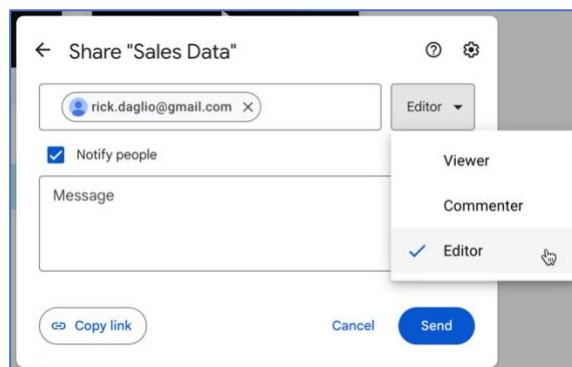 Share "Sales Data"
rick.daglio@gmail.com
Editor
Notify people
Viewer
Message
Commenter
Editor
Copy link
Cancel
Send